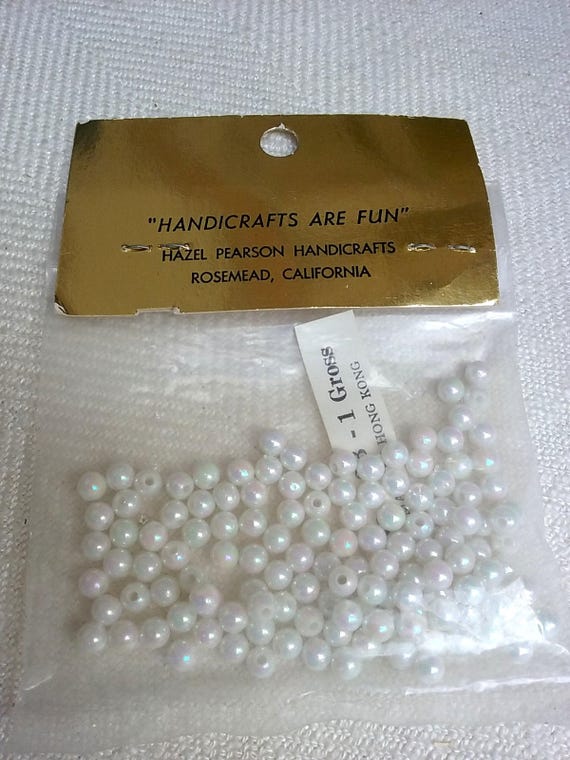 "HANDICRAFTS ARE FUN"
HAZEL PEARSON HANDICRAFTS
ROSEMEAD, CALIFORNIA
- 1 Gross
HONG KONG